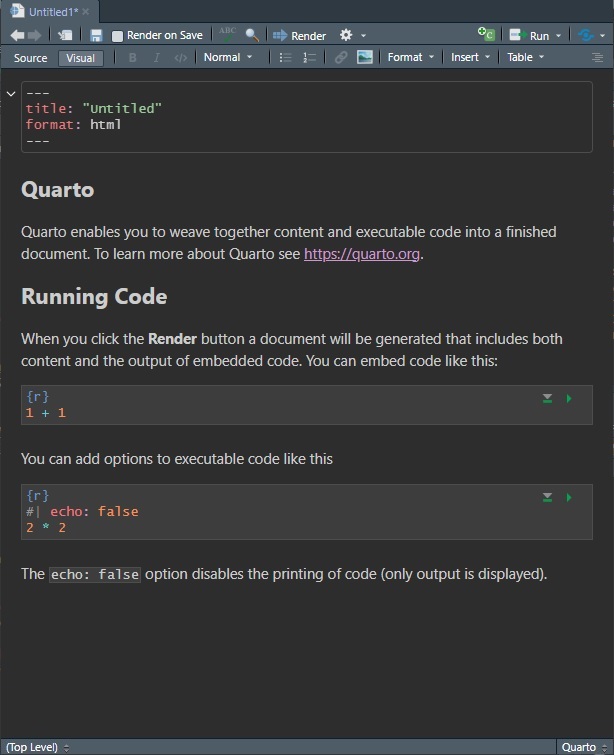 Untitled1*
Render on Save ABC Render Run
Source Visual B I </> Normal Format Insert Table
---
title: "Untitled"
format: html
---
Quarto
Quarto enables you to weave together content and executable code into a finished
document. To learn more about Quarto see https://quarto.org.
Running Code
When you click the Render button a document will be generated that includes both
content and the output of embedded code. You can embed code like this:
{r}
1 + 1
You can add options to executable code like this
{r}
#| echo: false
2 * 2
The echo: false option disables the printing of code (only output is displayed).
(Top Level) Quarto